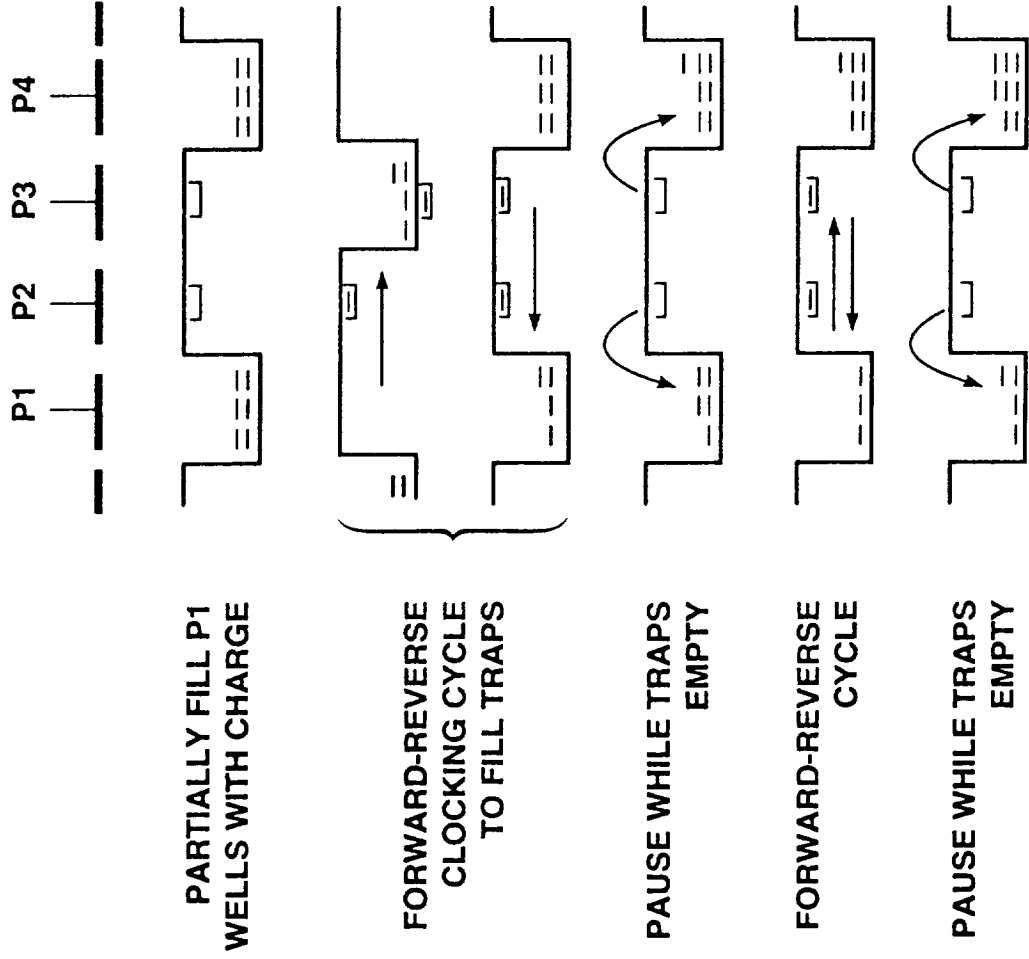 P1 P2 P3 P4
PARTIALLY FILL P1
WELLS WITH CHARGE
FORWARD-REVERSE
CLOCKING CYCLE
TO FILL TRAPS
PAUSE WHILE TRAPS
EMPTY
FORWARD-REVERSE
CYCLE
PAUSE WHILE TRAPS
EMPTY